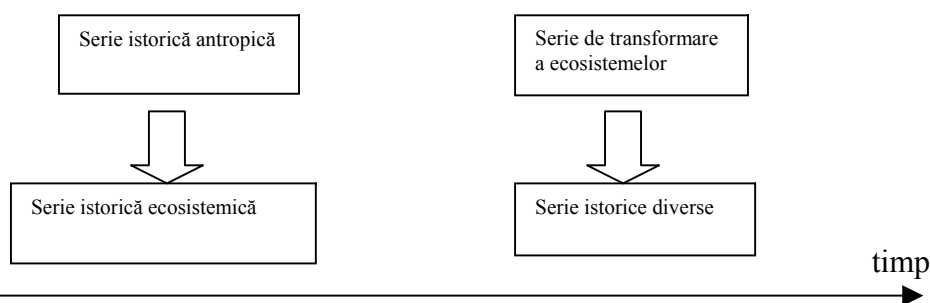 Serie istorică antropică
Serie de transformare
a ecosistemelor
Serie istorică ecosistemică
Serie istorice diverse
timp